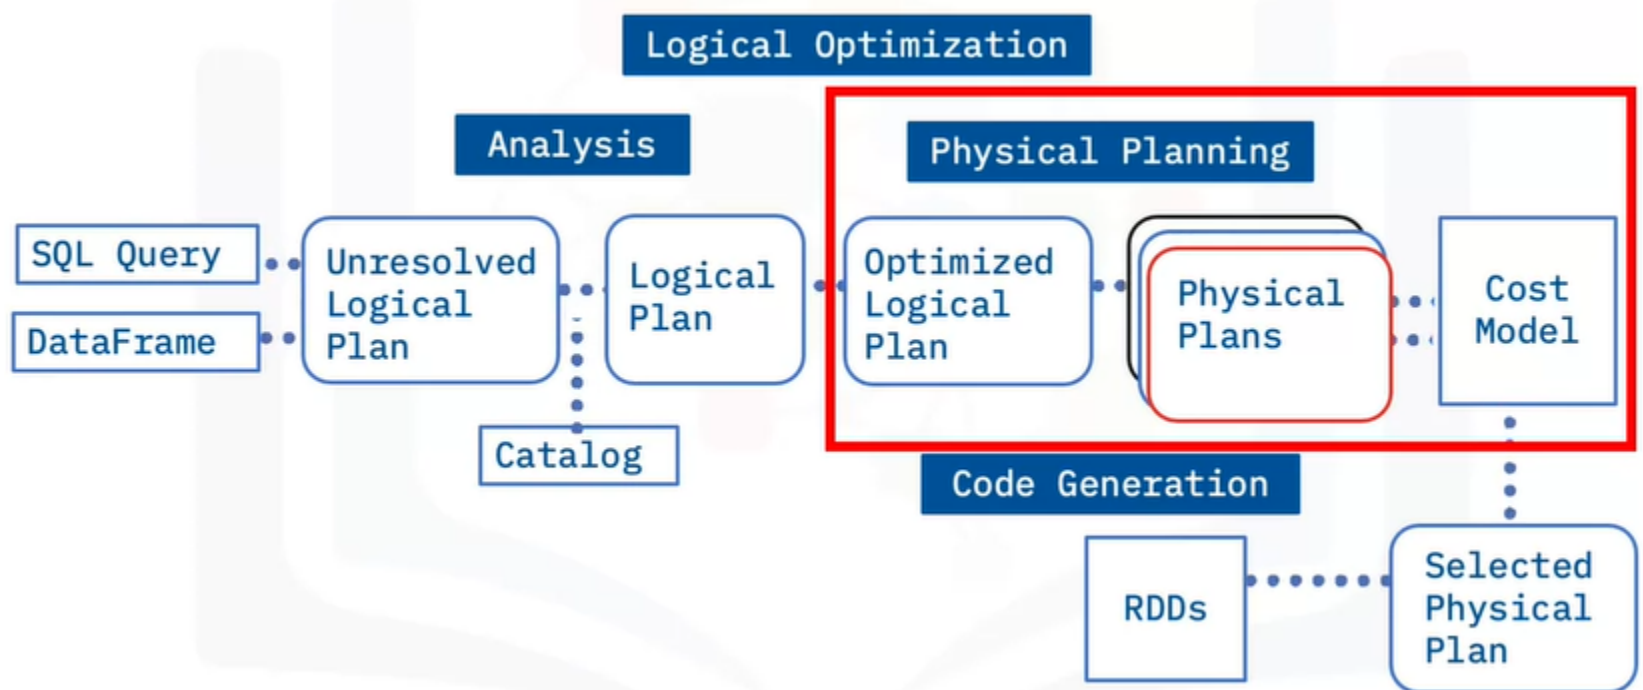 Logical Optimization
Analysis
Physical Planning
SQL Query
DataFrame
Unresolved
Logical
Plan
Logical
Plan
Optimized
Logical
Plan
Physical
Plans
Cost
Model
Catalog
Code Generation
RDDs
Selected
Physical
Plan